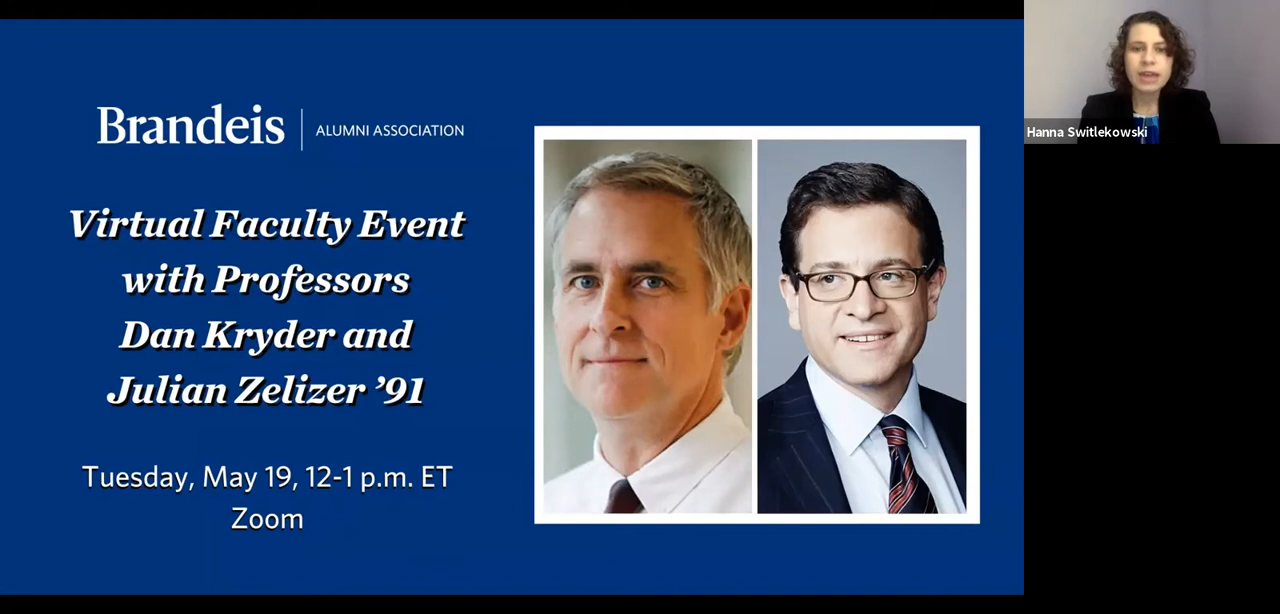 Brandeis
ALUMNI ASSOCIATION
Virtual Faculty Event
with Professors
Dan Kryder and
Julian Zelizer ’91
Tuesday, May 19, 12-1 p.m. ET
Zoom
Hanna Switlekowski